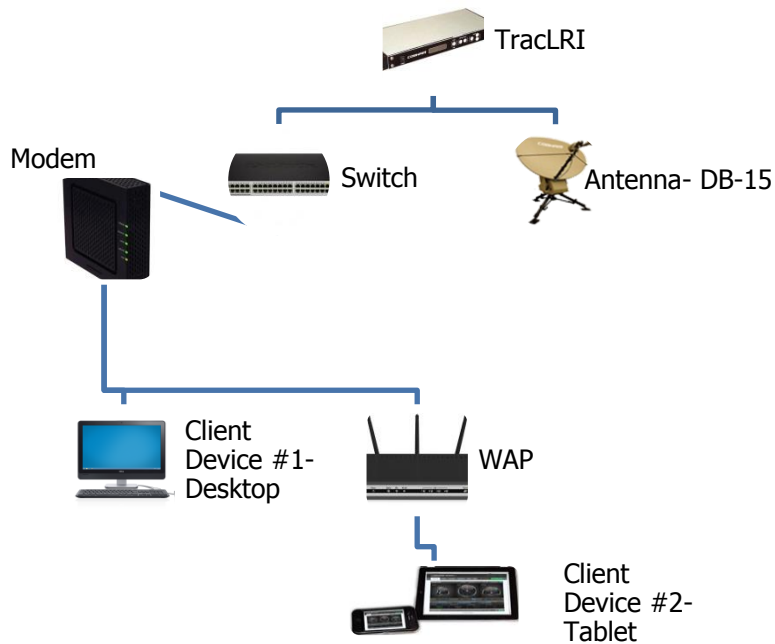 TracLRI
Modem
Switch
Antenna- DB-15
Client
Device #1-
Desktop
WAP
Client
Device #2-
Tablet